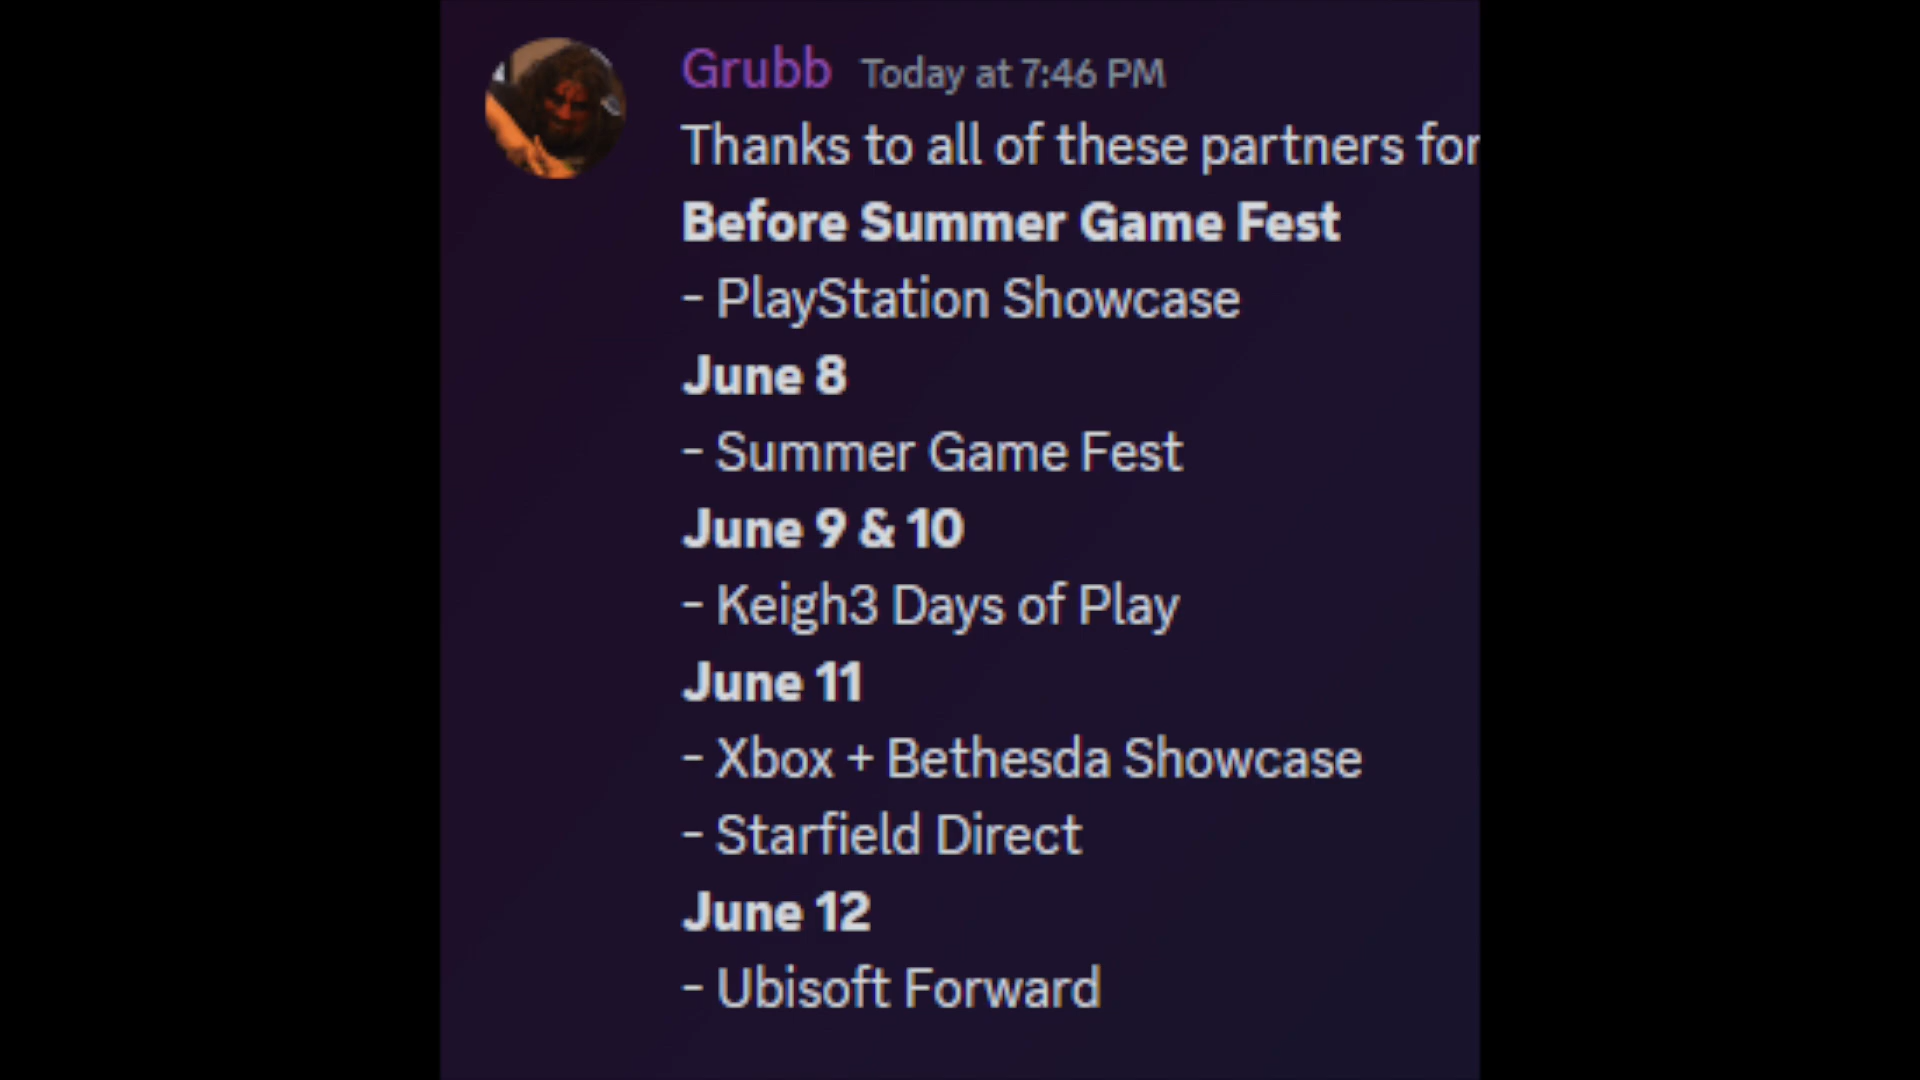 Grubb Today at 7:46 PM
Thanks to all of these partners for
Before Summer Game Fest
- PlayStation Showcase
June 8
- Summer Game Fest
June 9 & 10
- Keigh3 Days of Play
June 11
- Xbox + Bethesda Showcase
- Starfield Direct
June 12
- Ubisoft Forward